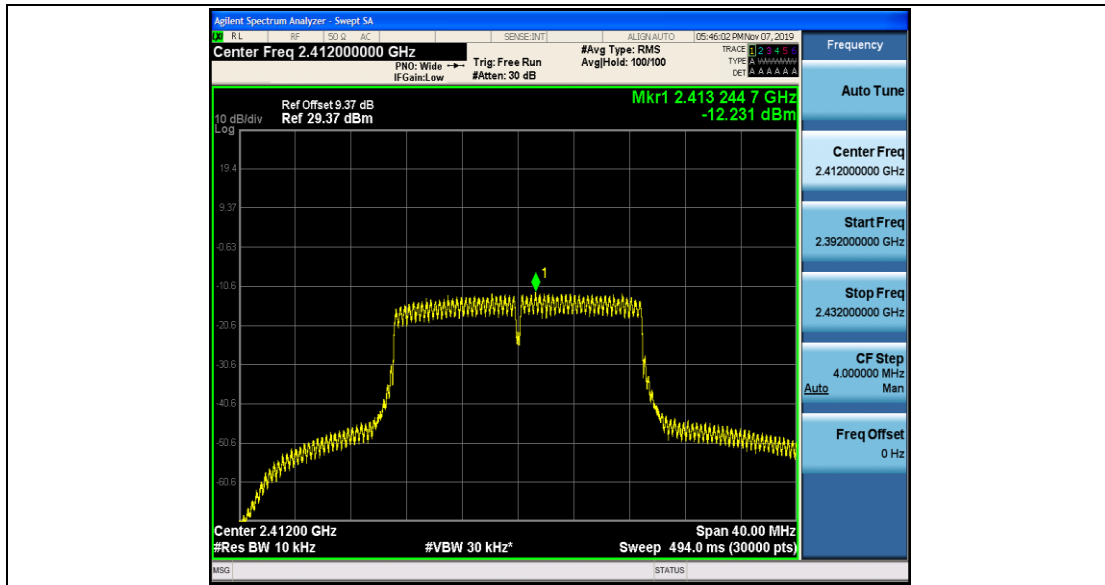 Agilent Spectrum Analyzer - Swept SA
RL RF 50 Ω AC SENSE:INT ALIGNAUTO 05:46:02 PM Nov 07, 2019
Center Freq 2.412000000 GHz
PNO: Wide
IFGain:Low
Trig: Free Run
#Atten: 30 dB
#Avg Type: RMS
Avg|Hold: 100/100
TRACE 1 2 3 4 5 6
TYPE A WWWWW
DET A A A A A A
Mkr1 2.413 244 7 GHz
-12.231 dBm
Ref Offset 9.37 dB
10 dB/div Ref 29.37 dBm
Log
19.4
9.37
-0.63
-10.6
-20.6
-30.6
-40.6
-50.6
-60.6
1
Center 2.41200 GHz Span 40.00 MHz
#Res BW 10 kHz #VBW 30 kHz* Sweep 494.0 ms (30000 pts)
MSG STATUS
Frequency
Auto Tune
Center Freq
2.412000000 GHz
Start Freq
2.392000000 GHz
Stop Freq
2.432000000 GHz
CF Step
4.000000 MHz
Auto Man
Freq Offset
0 Hz